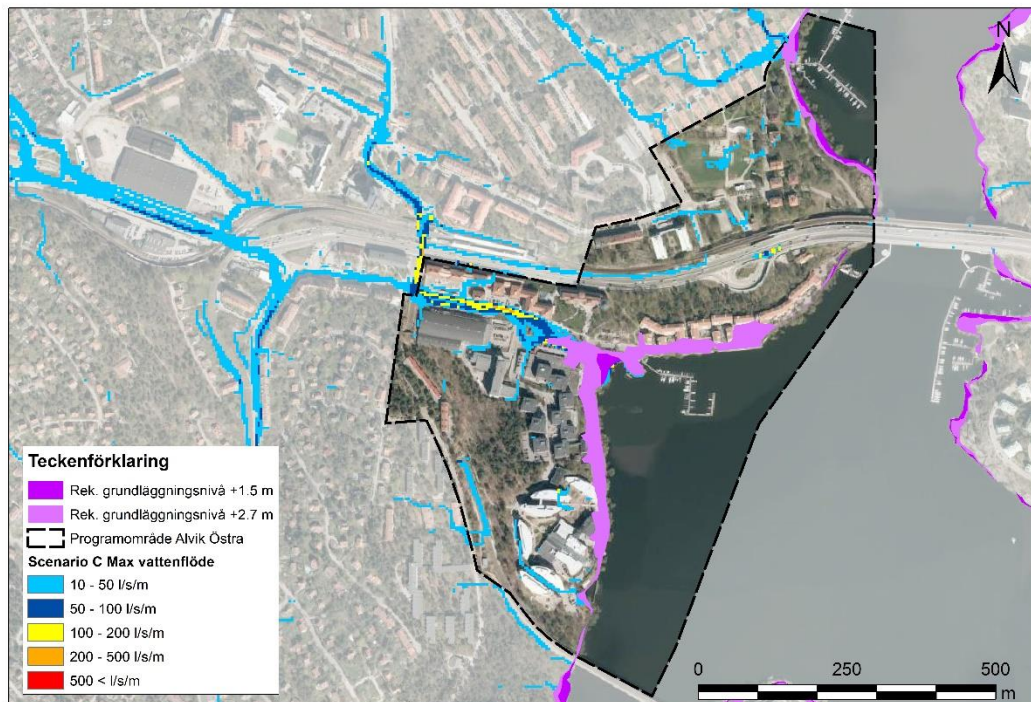 N
Teckenförklaring
Rek. grundläggningsnivå +1.5 m
Rek. grundläggningsnivå +2.7 m
Programområde Alvik Östra
Scenario C Max vattenflöde
10 - 50 l/s/m
50 - 100 l/s/m
100 - 200 l/s/m
200 - 500 l/s/m
500 < l/s/m
0 250 500
m